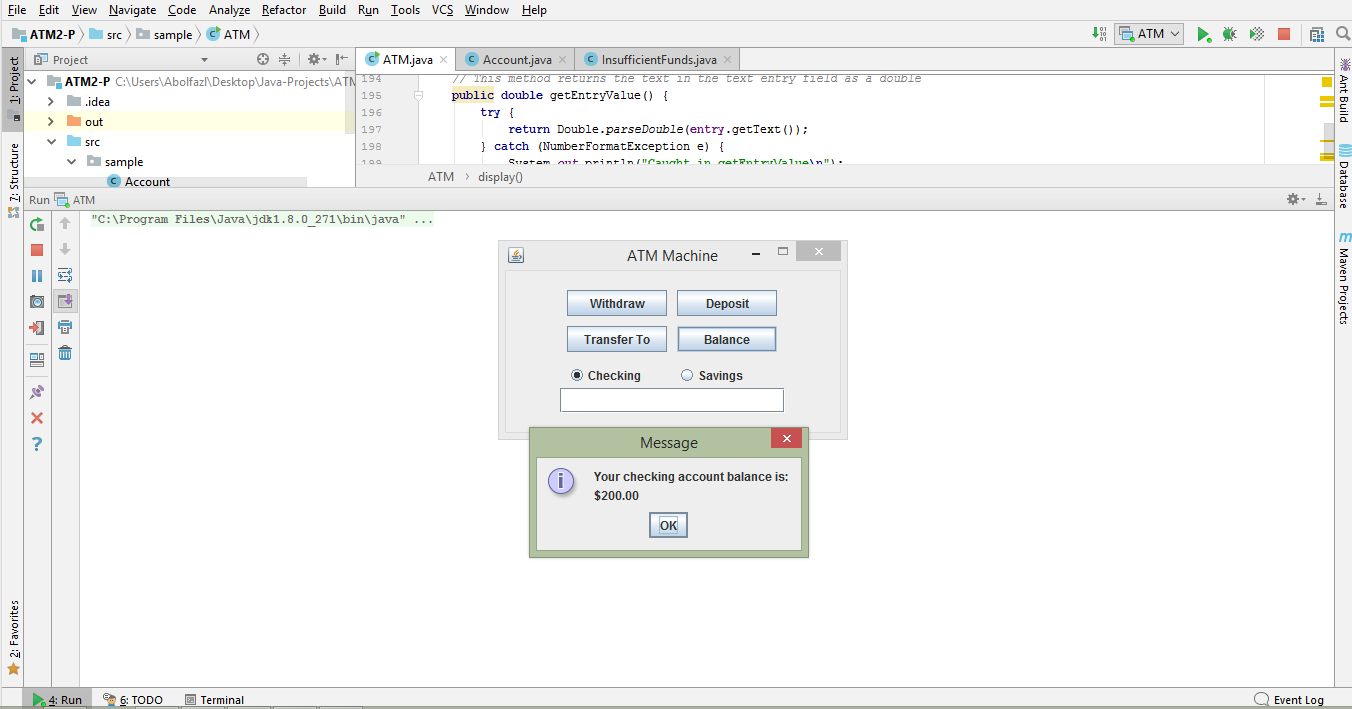 File Edit View Navigate Code Analyze Refactor Build Run Tools VCS Window Help
ATM2-P src sample ATM
ATM
Project
ATM.java Account.java InsufficientFunds.java
1: Project
7: Structure
2: Favorites
ATM2-P C:\Users\Abolfazl\Desktop\Java-Projects\ATM
.idea
out
src
sample
Account
194 // This method returns the text in the text entry field as a double
195 public double getEntryValue() {
196 try {
197 return Double.parseDouble(entry.getText());
198 } catch (NumberFormatException e) {
199 System.out.println("Caught in getEntryValue\n");
ATM display()
Ant Build
Database
Maven Projects
Run ATM
"C:\Program Files\Java\jdk1.8.0_271\bin\java" ...
ATM Machine
Withdraw Deposit
Transfer To Balance
Checking Savings
Message
Your checking account balance is:
$200.00
OK
4: Run 6: TODO Terminal Event Log